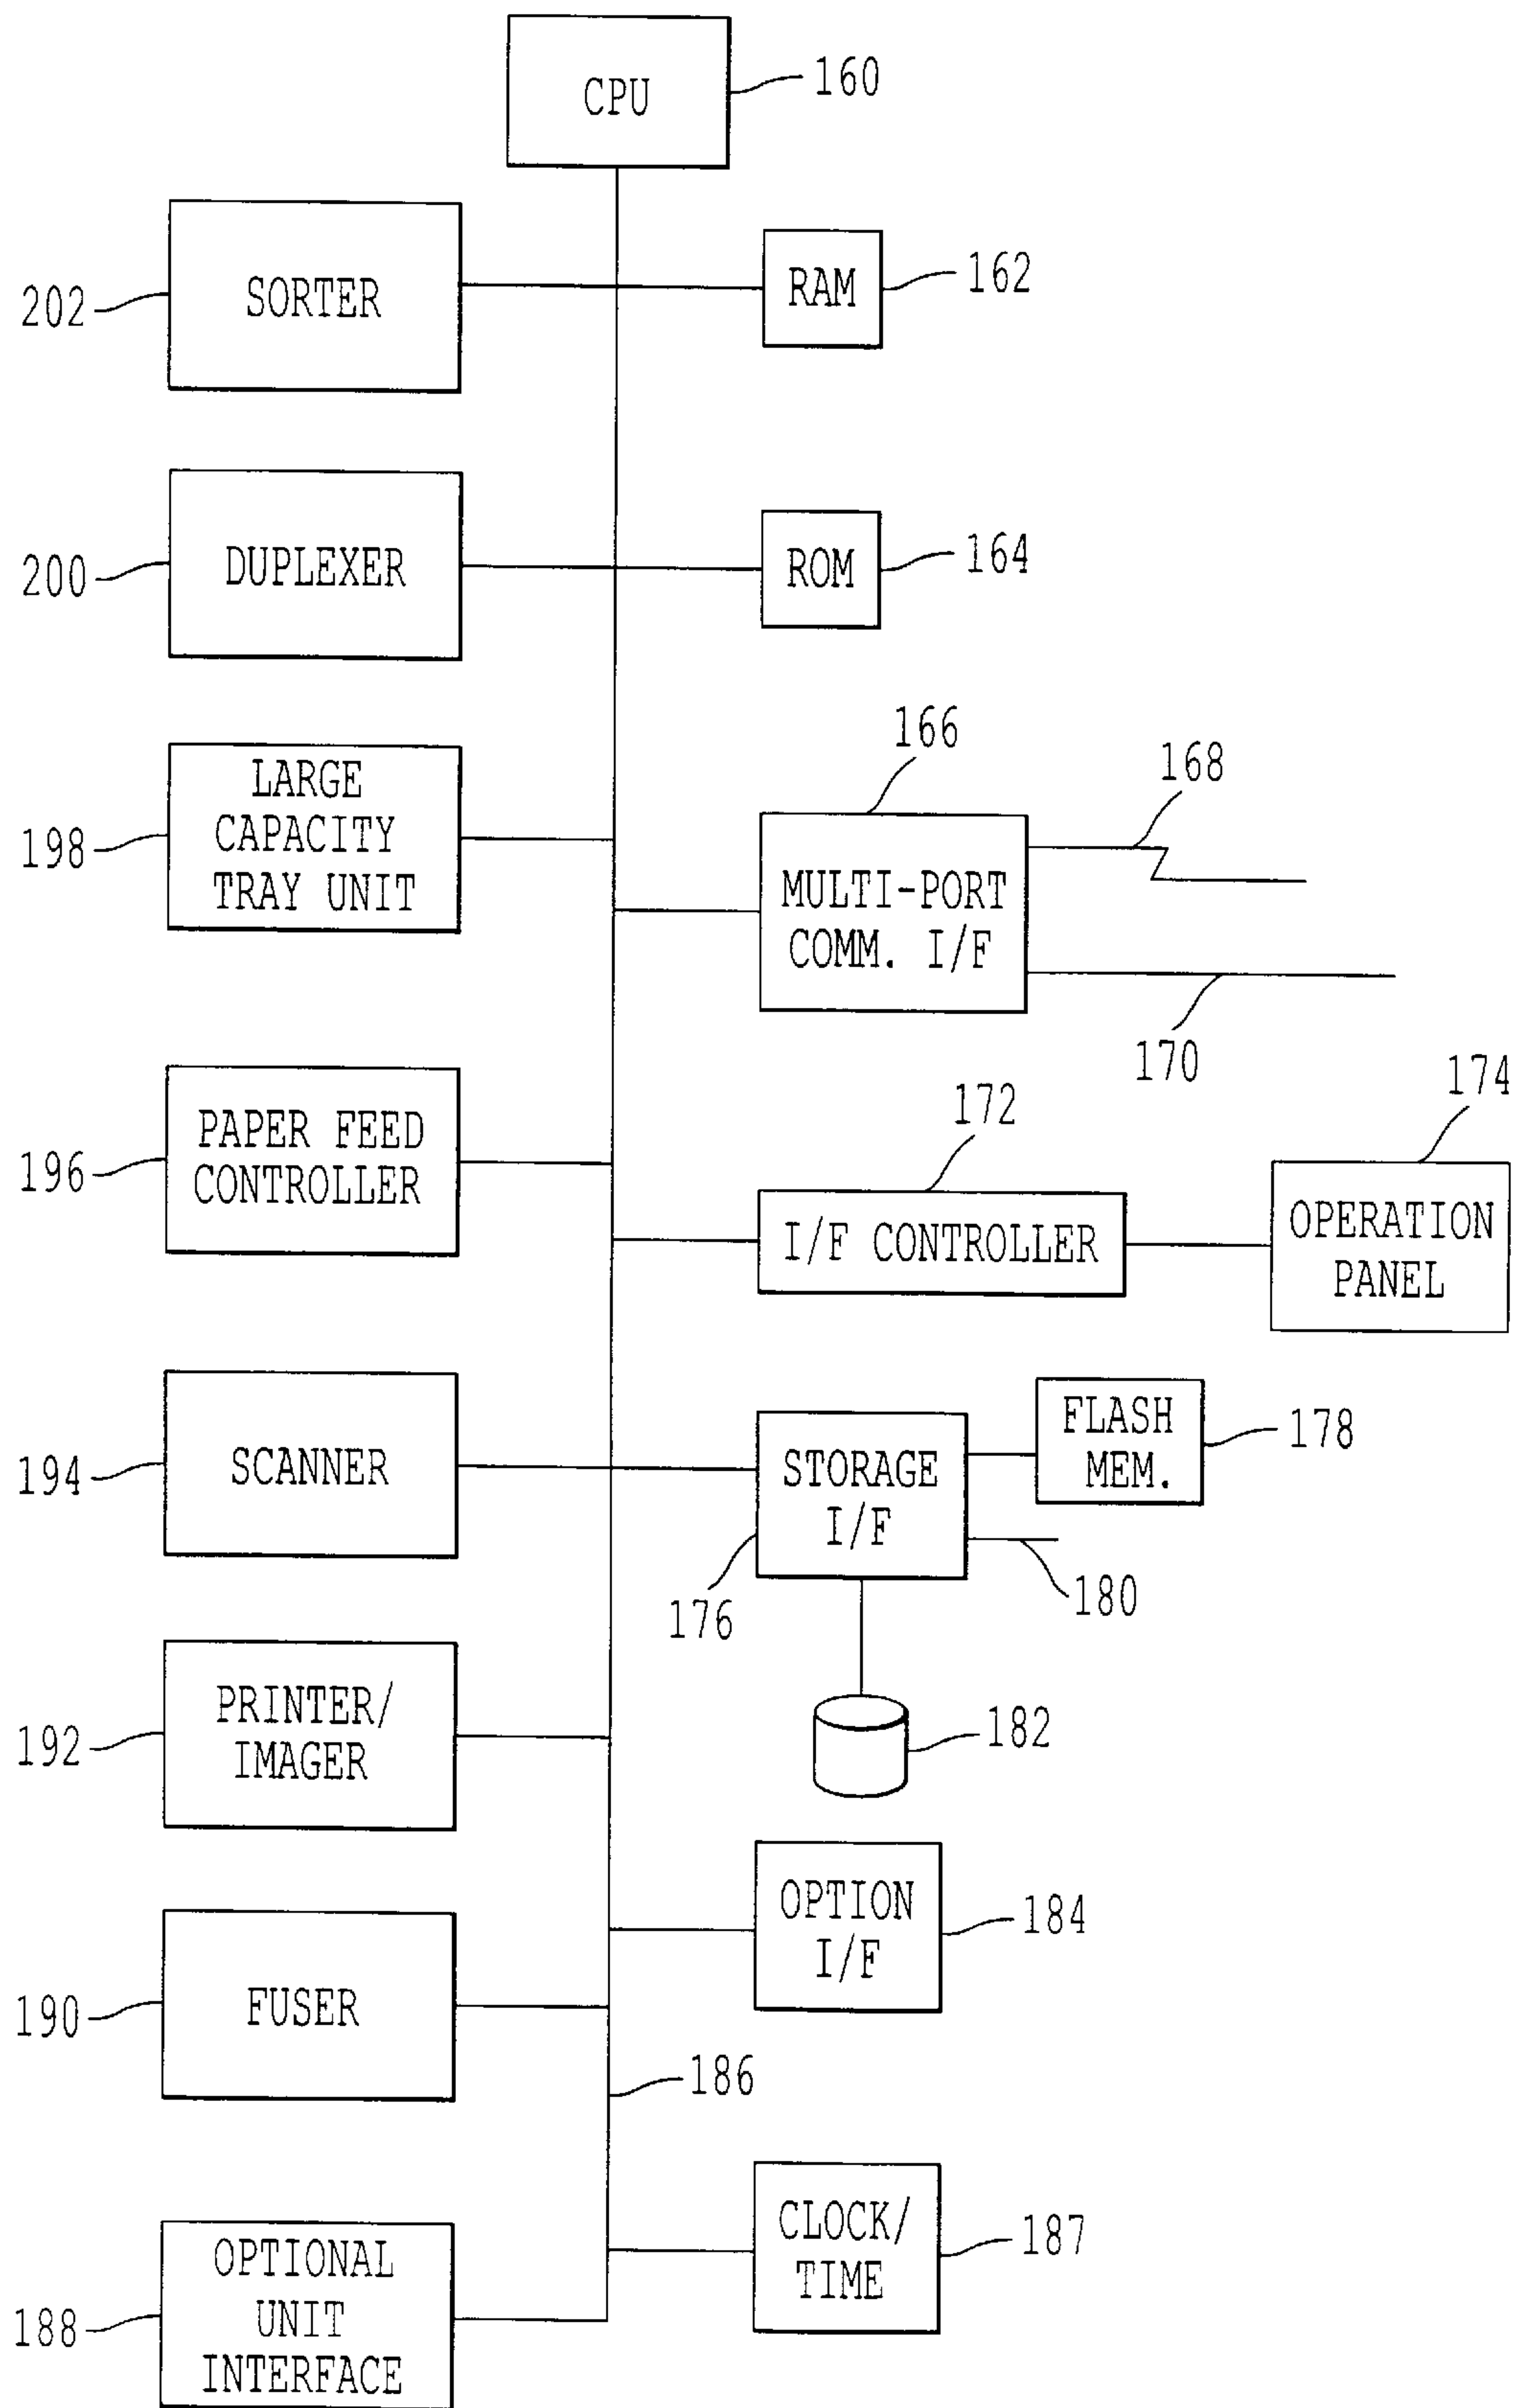 CPU
160
SORTER
202
RAM
162
DUPLEXER
200
ROM
164
LARGE
CAPACITY
TRAY UNIT
198
166
168
MULTI-PORT
COMM. I/F
170
PAPER FEED
CONTROLLER
196
172
174
I/F CONTROLLER
OPERATION
PANEL
SCANNER
194
STORAGE
I/F
176
FLASH
MEM.
178
180
182
PRINTER/
IMAGER
192
OPTION
I/F
184
FUSER
190
186
CLOCK/
TIME
187
OPTIONAL
UNIT
INTERFACE
188